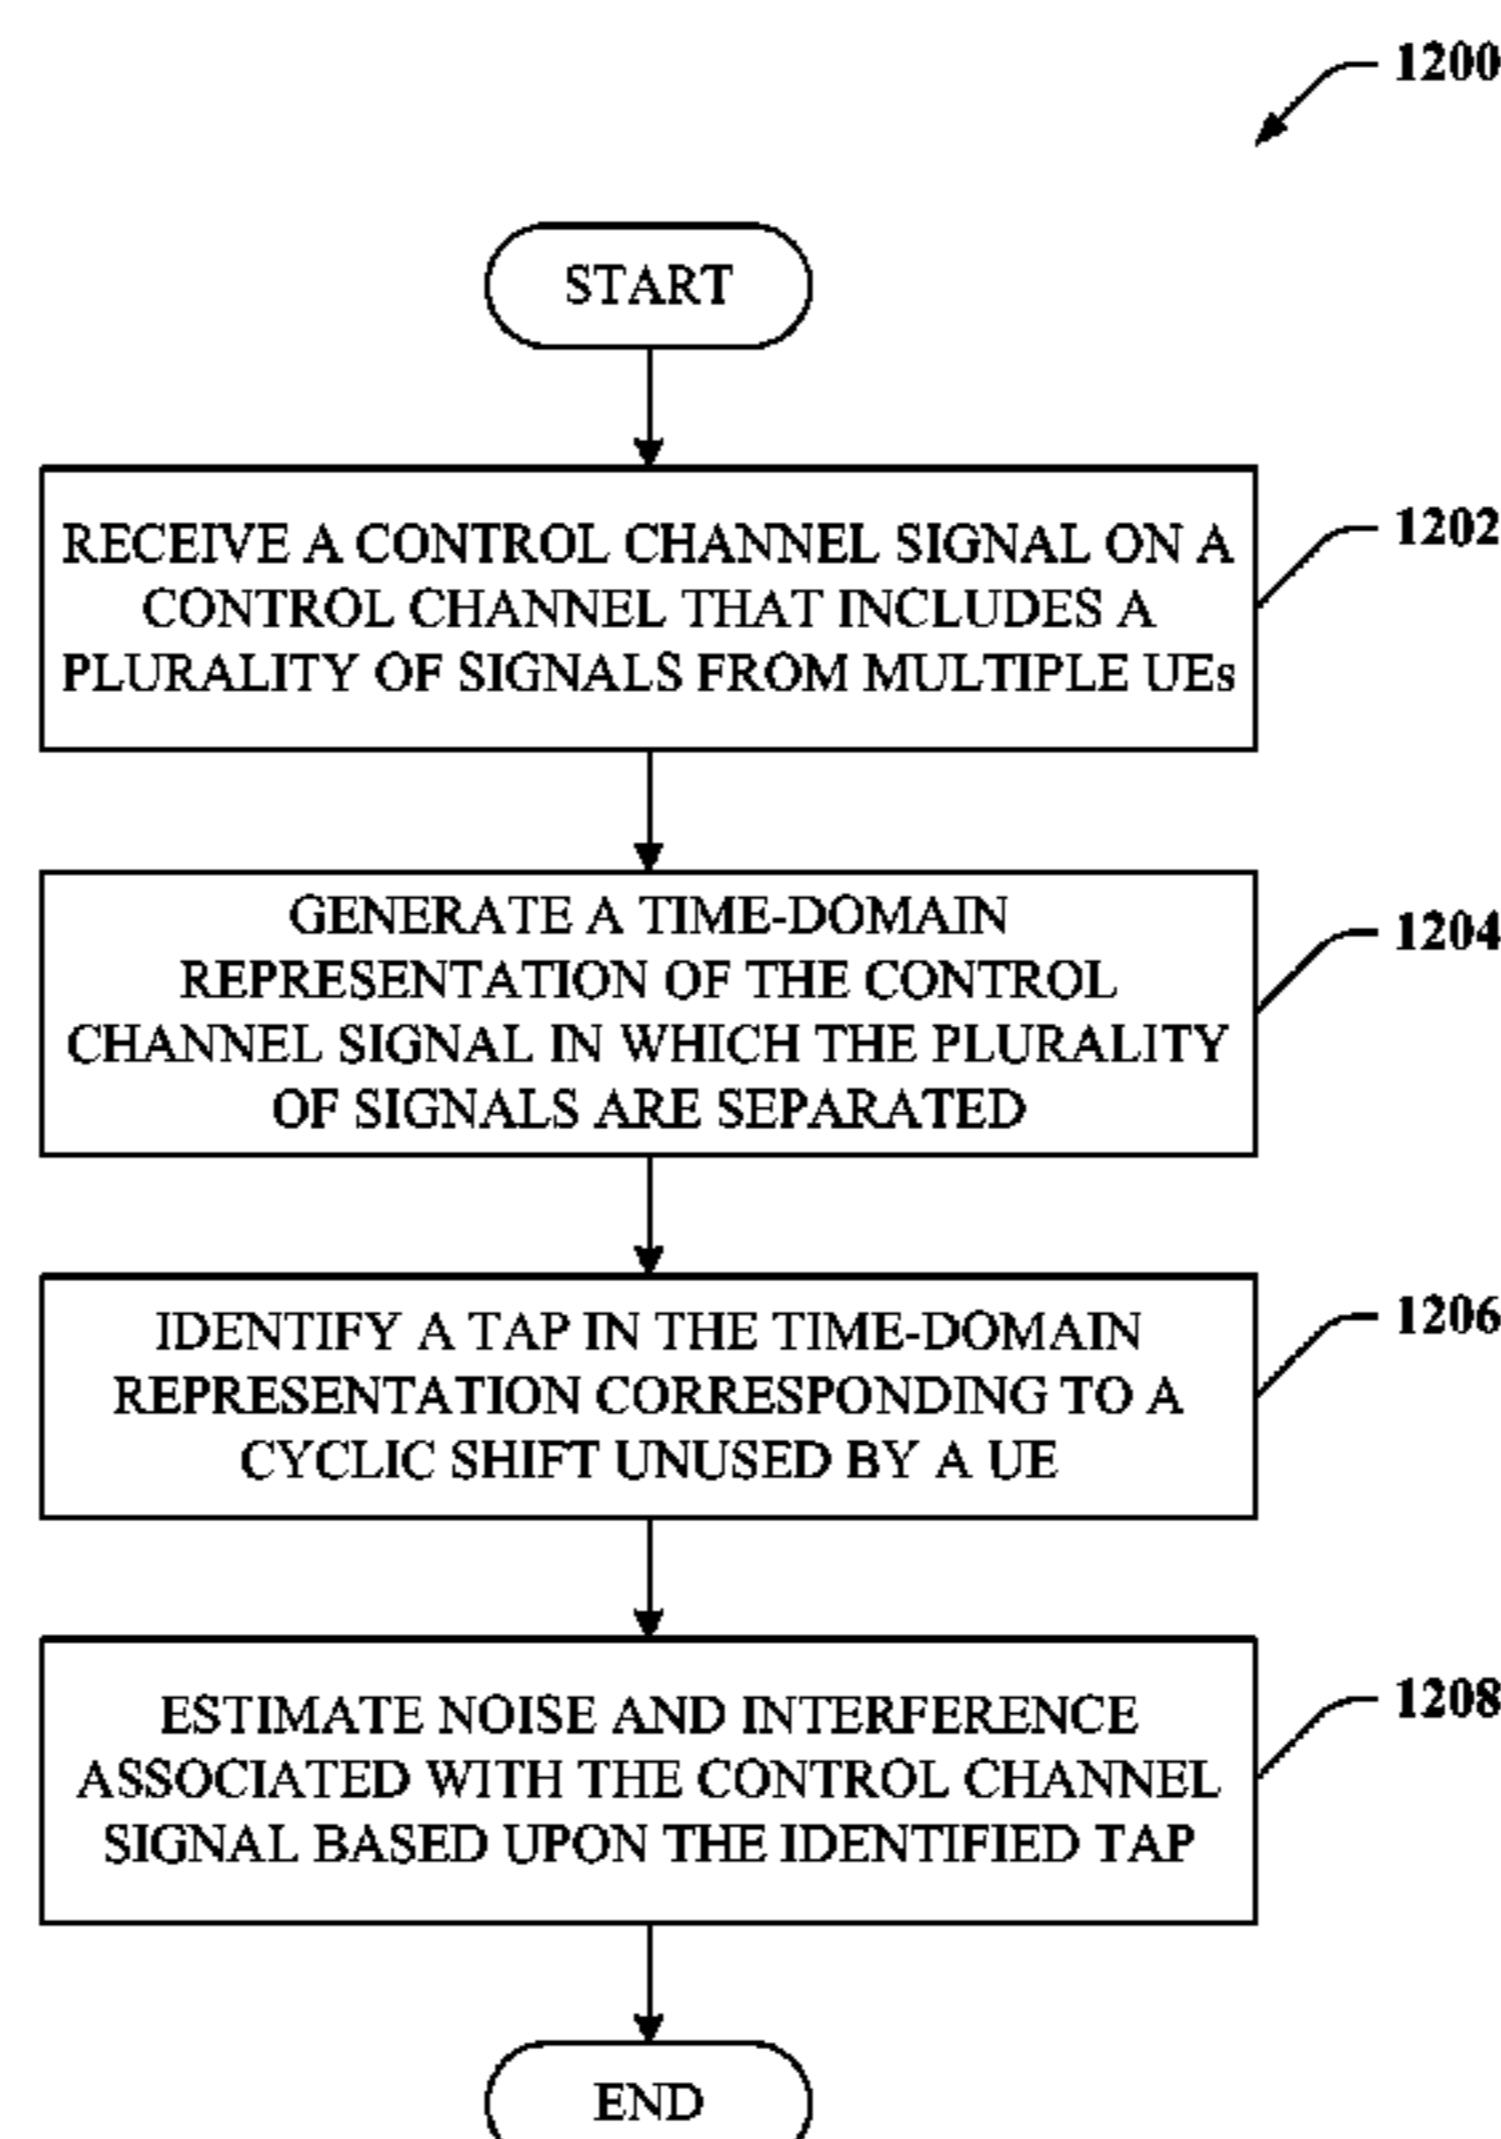 1200
START
RECEIVE A CONTROL CHANNEL SIGNAL ON A
CONTROL CHANNEL THAT INCLUDES A
PLURALITY OF SIGNALS FROM MULTIPLE UEs
1202
GENERATE A TIME-DOMAIN
REPRESENTATION OF THE CONTROL
CHANNEL SIGNAL IN WHICH THE PLURALITY
OF SIGNALS ARE SEPARATED
1204
IDENTIFY A TAP IN THE TIME-DOMAIN
REPRESENTATION CORRESPONDING TO A
CYCLIC SHIFT UNUSED BY A UE
1206
ESTIMATE NOISE AND INTERFERENCE
ASSOCIATED WITH THE CONTROL CHANNEL
SIGNAL BASED UPON THE IDENTIFIED TAP
1208
END